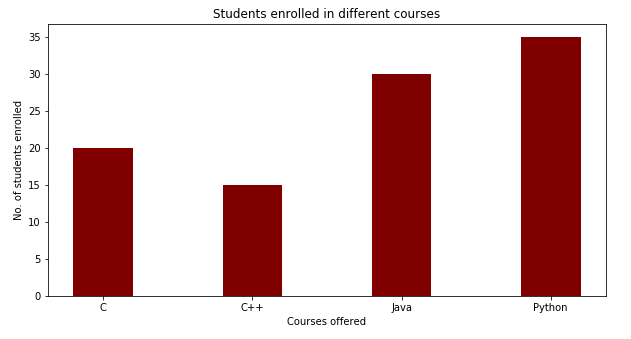 Students enrolled in different courses
No. of students enrolled
35
30
25
20
15
10
5
0
C C++ Java Python
Courses offered